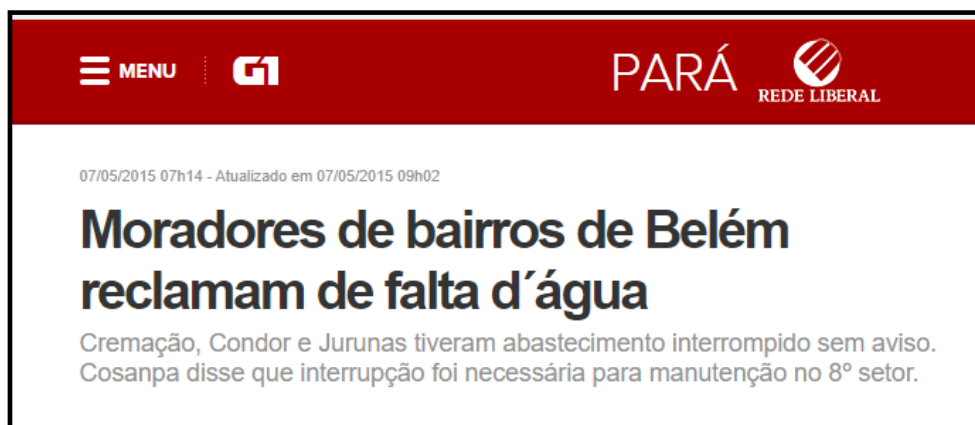 MENU G1 PARÁ REDE LIBERAL
07/05/2015 07h14 - Atualizado em 07/05/2015 09h02
Moradores de bairros de Belém
reclamam de falta d´água
Cremação, Condor e Jurunas tiveram abastecimento interrompido sem aviso.
Cosanpa disse que interrupção foi necessária para manutenção no 8º setor.